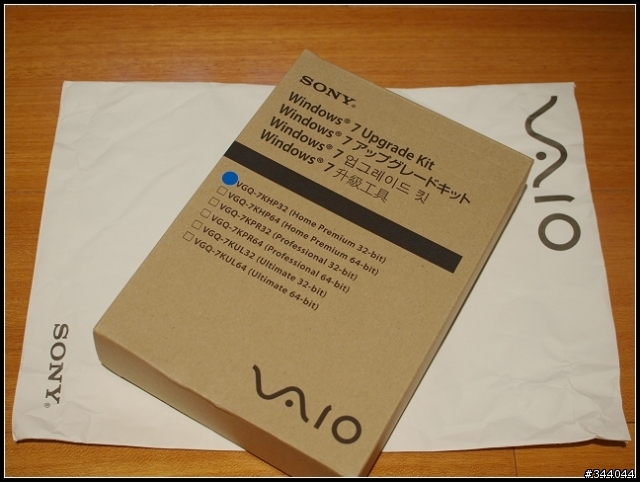 SONY®
Windows® 7 Upgrade Kit
Windows® 7 アップグレードキット
Windows® 7 업그레이드 킷
Windows® 7 升級工具
VGQ-7KHP32 (Home Premium 32-bit)
VGQ-7KHP64 (Home Premium 64-bit)
VGQ-7KPR32 (Professional 32-bit)
VGQ-7KPR64 (Professional 64-bit)
VGQ-7KUL32 (Ultimate 32-bit)
VGQ-7KUL64 (Ultimate 64-bit)
VAIO
VAIO
SONY®
#344044